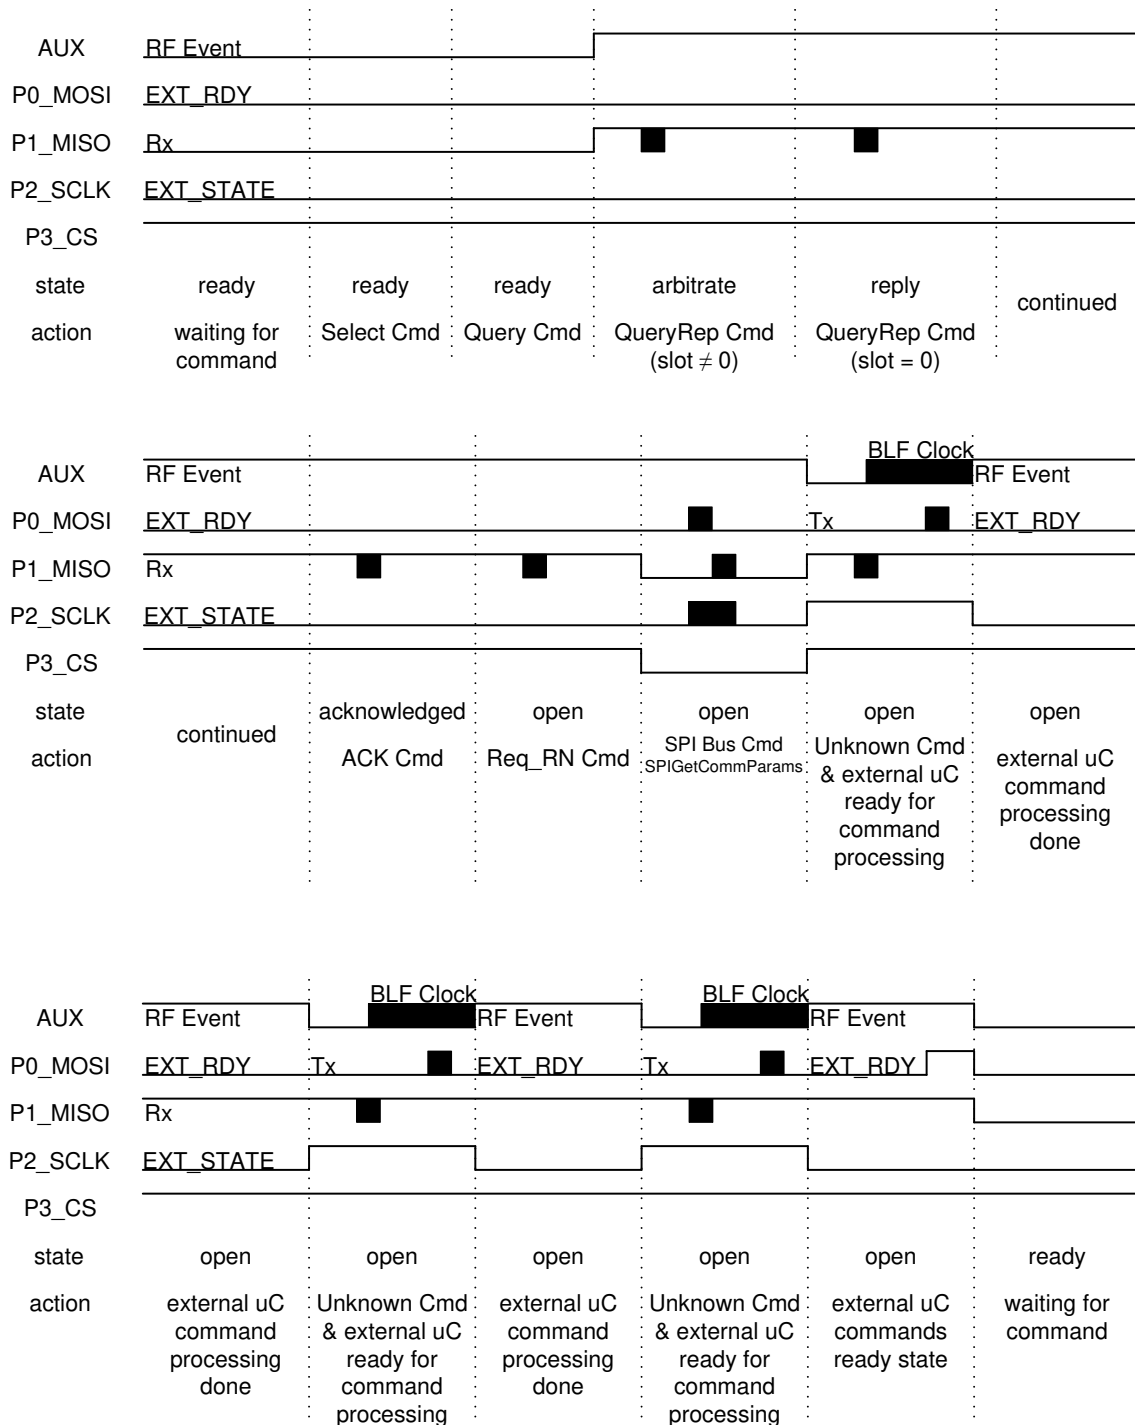 AUX RF Event
P0_MOSI EXT_RDY
P1_MISO Rx
P2_SCLK EXT_STATE
P3_CS
state ready ready ready arbitrate reply continued
action waiting for Select Cmd Query Cmd QueryRep Cmd QueryRep Cmd
command (slot ≠ 0) (slot = 0)
BLF Clock
AUX RF Event RF Event
P0_MOSI EXT_RDY Tx EXT_RDY
P1_MISO Rx
P2_SCLK EXT_STATE
P3_CS
state continued acknowledged open open open open
action ACK Cmd Req_RN Cmd SPI Bus Cmd Unknown Cmd external uC
SPIGetCommParams & external uC command
ready for processing
command done
processing
BLF Clock BLF Clock
AUX RF Event RF Event RF Event
P0_MOSI EXT_RDY Tx EXT_RDY Tx EXT_RDY
P1_MISO Rx
P2_SCLK EXT_STATE
P3_CS
state open open open open open ready
action external uC Unknown Cmd external uC Unknown Cmd external uC waiting for
command & external uC command & external uC commands command
processing ready for processing ready for ready state
done command done command
processing processing